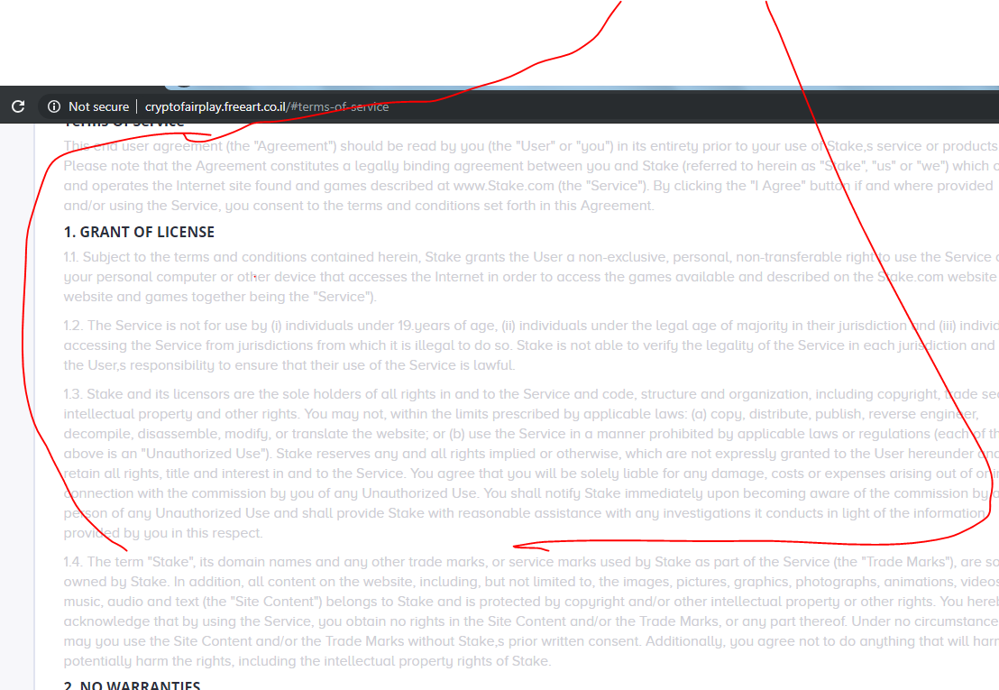 Not secure | cryptofairplay.freeart.co.il/#terms-of-service
Terms of Service
This end user agreement (the "Agreement") should be read by you (the "User" or "you") in its entirety prior to your use of Stake,s service or products
Please note that the Agreement constitutes a legally binding agreement between you and Stake (referred to herein as "Stake", "us" or "we") which
and operates the Internet site found and games described at www.Stake.com (the "Service"). By clicking the "I Agree" button if and where provided
and/or using the Service, you consent to the terms and conditions set forth in this Agreement.
1. GRANT OF LICENSE
1.1. Subject to the terms and conditions contained herein, Stake grants the User a non-exclusive, personal, non-transferable right to use the Service
your personal computer or other device that accesses the Internet in order to access the games available and described on the Stake.com website
website and games together being the "Service").
1.2. The Service is not for use by (i) individuals under 19.years of age, (ii) individuals under the legal age of majority in their jurisdiction and (iii)
accessing the Service from jurisdictions from which it is illegal to do so. Stake is not able to verify the legality of the Service in each jurisdiction and
the User,s responsibility to ensure that their use of the Service is lawful.
1.3. Stake and its licensors are the sole holders of all rights in and to the Service and code, structure and organization, including copyright, trade
intellectual property and other rights. You may not, within the limits prescribed by applicable laws: (a) copy, distribute, publish, reverse engineer,
decompile, disassemble, modify, or translate the website; or (b) use the Service in a manner prohibited by applicable laws or regulations (each of
above is an "Unauthorized Use"). Stake reserves any and all rights implied or otherwise, which are not expressly granted to the User hereunder and
retain all rights, title and interest in and to the Service. You agree that you will be solely liable for any damage, costs or expenses arising out of or
connection with the commission by you of any Unauthorized Use. You shall notify Stake immediately upon becoming aware of the commission by
person of any Unauthorized Use and shall provide Stake with reasonable assistance with any investigations it conducts in light of the information
provided by you in this respect.
1.4. The term "Stake", its domain names and any other trade marks, or service marks used by Stake as part of the Service (the "Trade Marks"), are
owned by Stake. In addition, all content on the website, including, but not limited to, the images, pictures, graphics, photographs, animations, videos
music, audio and text (the "Site Content") belongs to Stake and is protected by copyright and/or other intellectual property or other rights. You
acknowledge that by using the Service, you obtain no rights in the Site Content and/or the Trade Marks, or any part thereof. Under no circumstance
may you use the Site Content and/or the Trade Marks without Stake,s prior written consent. Additionally, you agree not to do anything that will
potentially harm the rights, including the intellectual property rights of Stake.
2. NO WARRANTIES